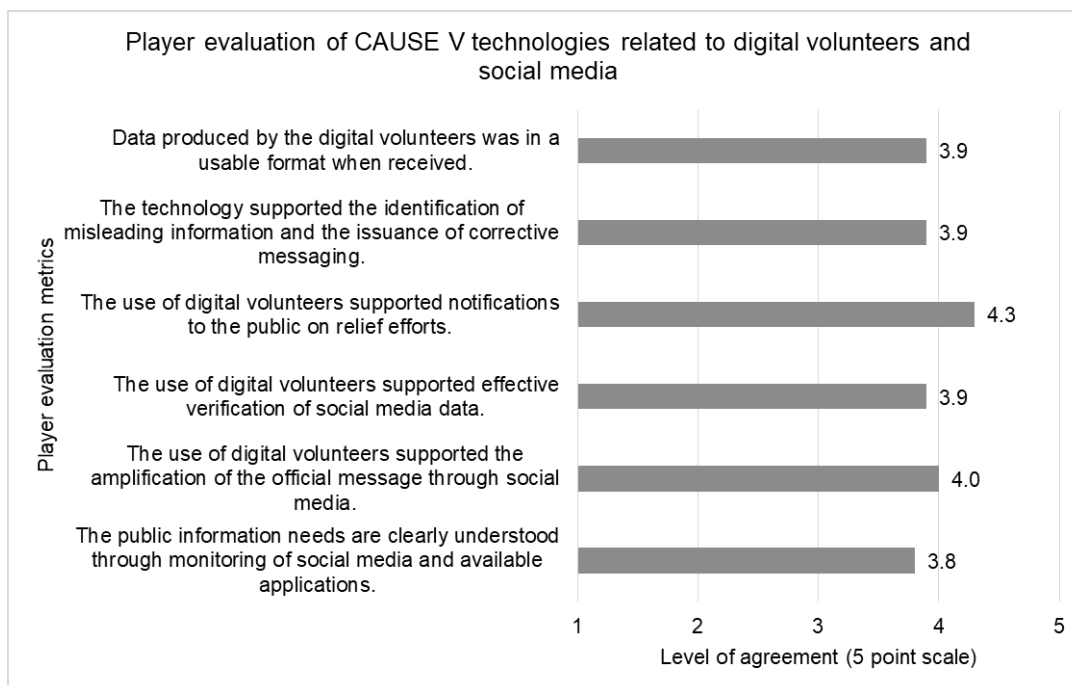 Player evaluation of CAUSE V technologies related to digital volunteers and
social media
Player evaluation metrics
Data produced by the digital volunteers was in a
usable format when received.
3.9
The technology supported the identification of
misleading information and the issuance of corrective
messaging.
3.9
The use of digital volunteers supported notifications
to the public on relief efforts.
4.3
The use of digital volunteers supported effective
verification of social media data.
3.9
The use of digital volunteers supported the
amplification of the official message through social
media.
4.0
The public information needs are clearly understood
through monitoring of social media and available
applications.
3.8
1 2 3 4 5
Level of agreement (5 point scale)